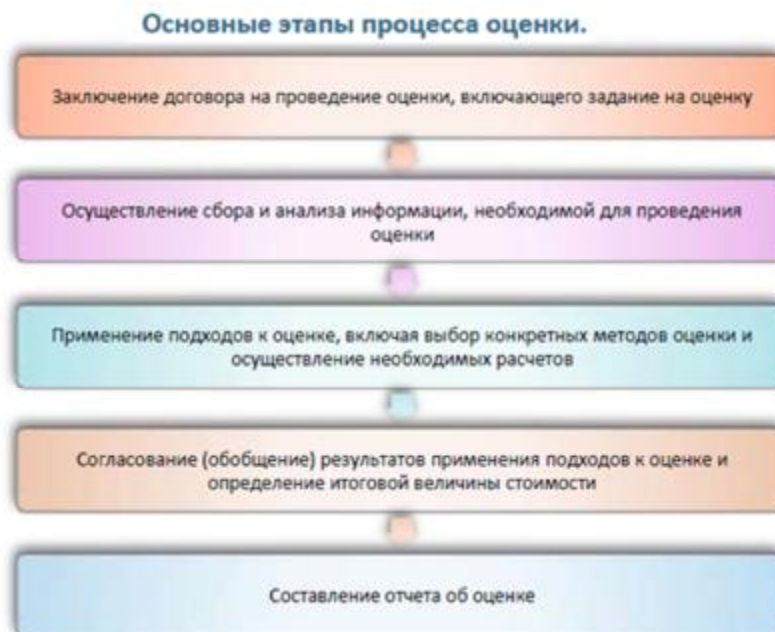 Основные этапы процесса оценки.
Заключение договора на проведение оценки, включающего задание на оценку
Осуществление сбора и анализа информации, необходимой для проведения
оценки
Применение подходов к оценке, включая выбор конкретных методов оценки и
осуществление необходимых расчетов
Согласование (обобщение) результатов применения подходов к оценке и
определение итоговой величины стоимости
Составление отчета об оценке